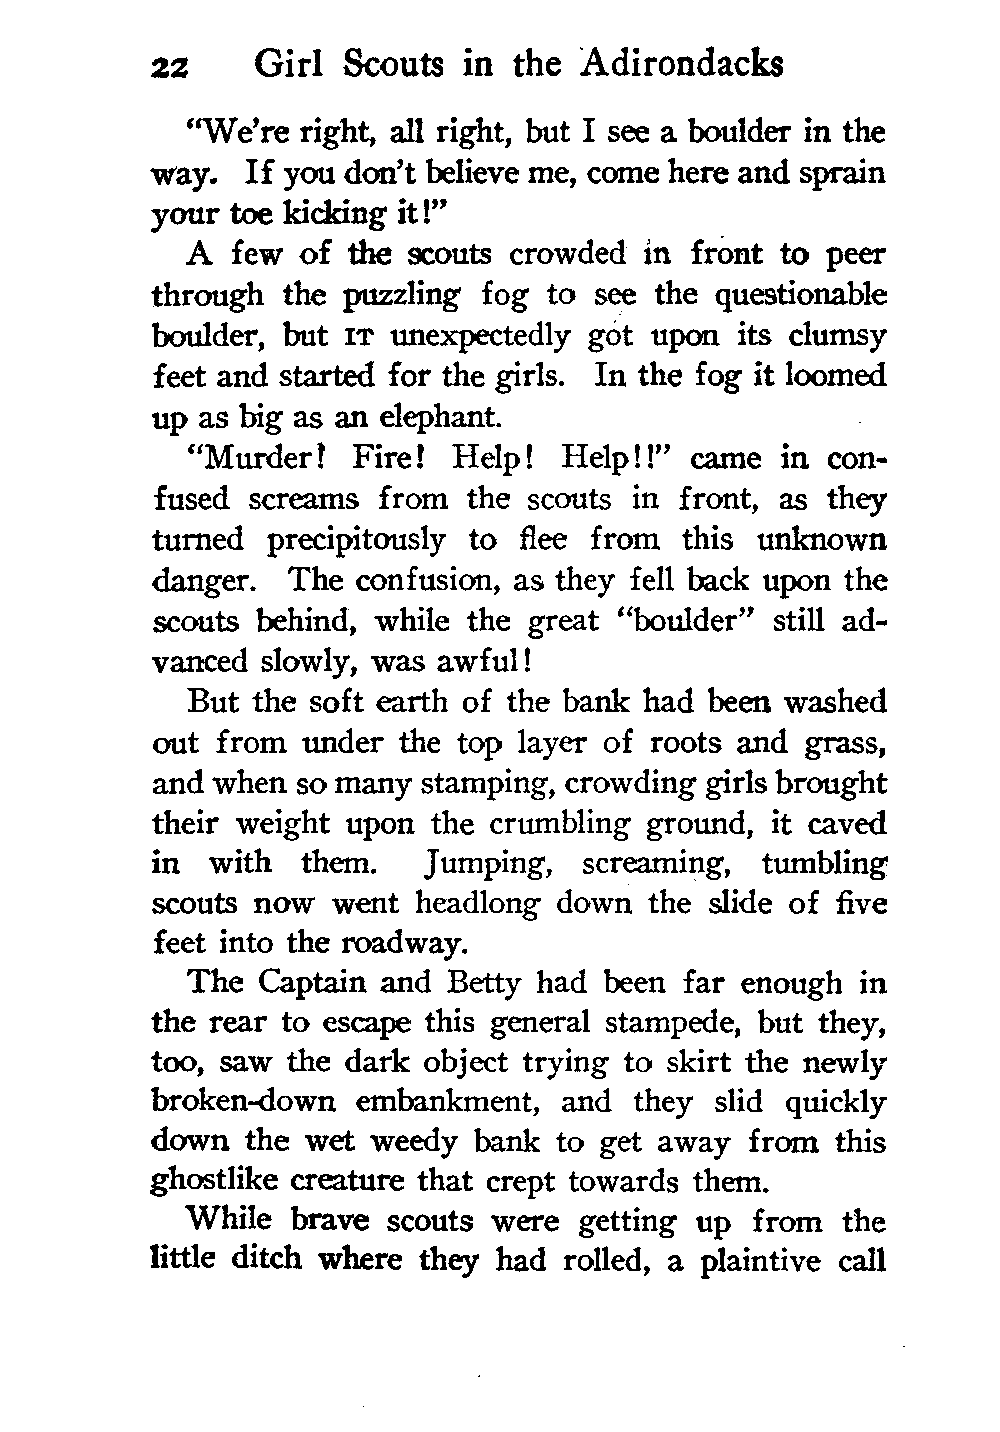 22 Girl Scouts in the Adirondacks
"We're right, all right, but I see a boulder in the
way. If you don't believe me, come here and sprain
your toe kicking it!"
A few of the scouts crowded in front to peer
through the puzzling fog to see the questionable
boulder, but IT unexpectedly got upon its clumsy
feet and started for the girls. In the fog it loomed
up as big as an elephant.
"Murder! Fire! Help! Help!!" came in con-
fused screams from the scouts in front, as they
turned precipitously to flee from this unknown
danger. The confusion, as they fell back upon the
scouts behind, while the great "boulder" still ad-
vanced slowly, was awful!
But the soft earth of the bank had been washed
out from under the top layer of roots and grass,
and when so many stamping, crowding girls brought
their weight upon the crumbling ground, it caved
in with them. Jumping, screaming, tumbling
scouts now went headlong down the slide of five
feet into the roadway.
The Captain and Betty had been far enough in
the rear to escape this general stampede, but they,
too, saw the dark object trying to skirt the newly
broken-down embankment, and they slid quickly
down the wet weedy bank to get away from this
ghostlike creature that crept towards them.
While brave scouts were getting up from the
little ditch where they had rolled, a plaintive call